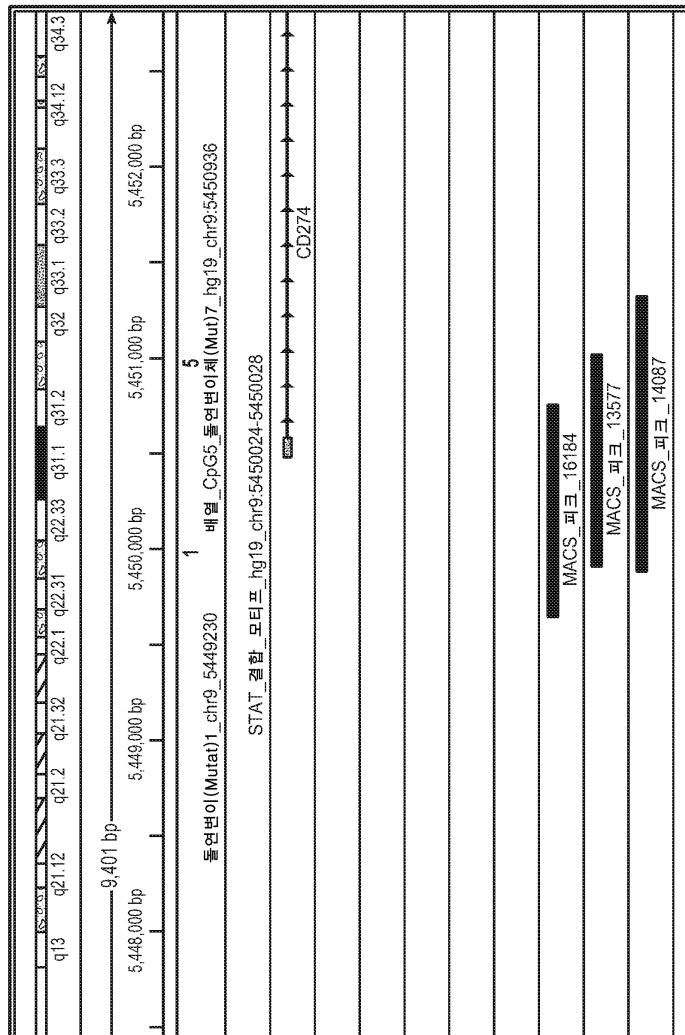 q13 q21.12 q21.2 q21.32 q22.1 q22.31 q22.33 q31.1 q31.2 q32 q33.1 q33.2 q33.3 q34.12 q34.3
9,401 bp
5,448,000 bp 5,449,000 bp 5,450,000 bp 5,451,000 bp 5,452,000 bp
1 5
돌연변이(Mutat)1_chr9_5449230 배열_CpG5_돌연변이체(Mut)7_hg19_chr9:5450936
STAT_결합_모티프_hg19_chr9:5450024-5450028
CD274
MACS_피크_16184
MACS_피크_13577
MACS_피크_14087